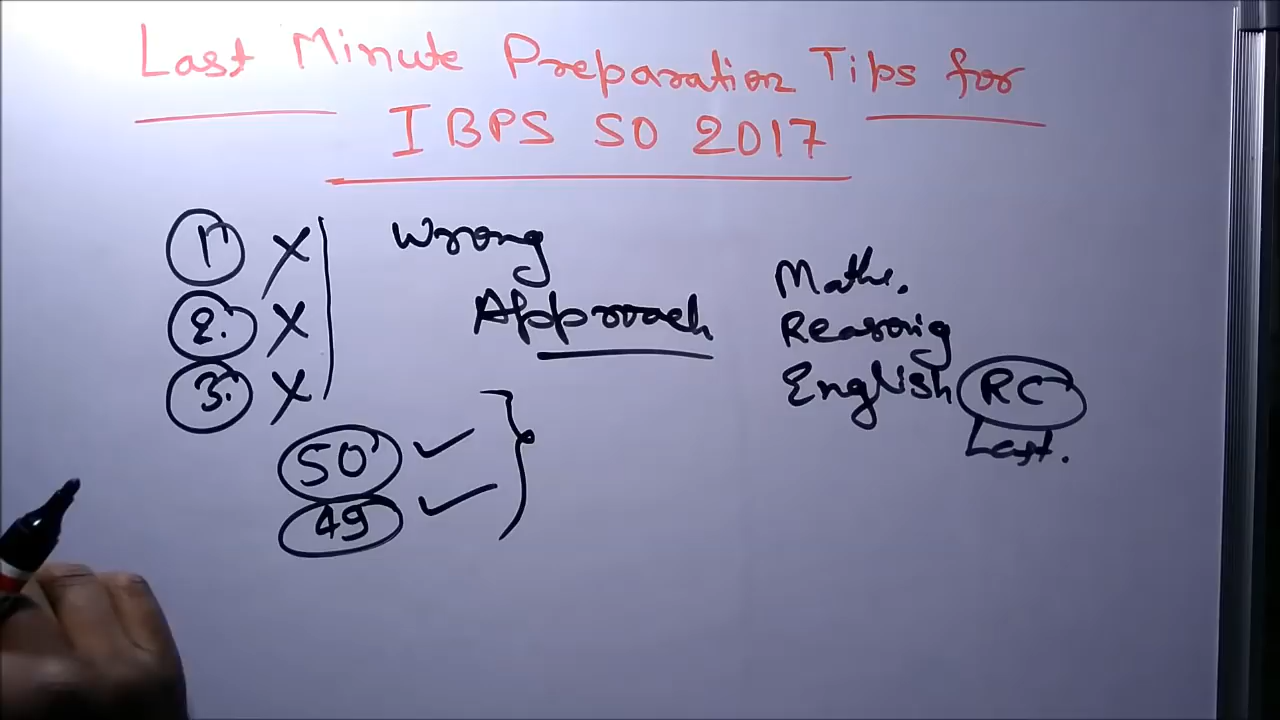 Last Minute Preparation Tips for
IBPS SO 2017
1
Wrong
Approach
2.
3.
50
49
Maths.
Reasoning
English RC
Last.